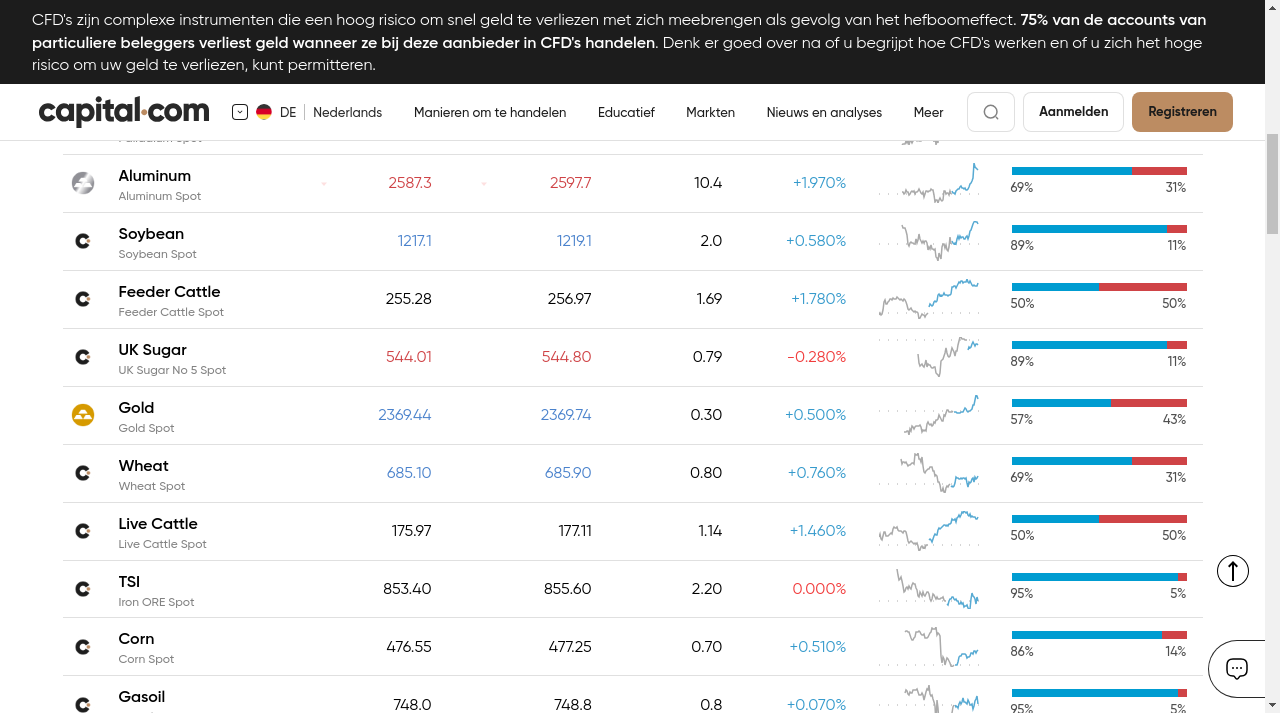 CFD's zijn complexe instrumenten die een hoog risico om snel geld te verliezen met zich meebrengen als gevolg van het hefboomeffect. 75% van de accounts van
particuliere beleggers verliest geld wanneer ze bij deze aanbieder in CFD's handelen. Denk er goed over na of u begrijpt hoe CFD's werken en of u zich het hoge
risico om uw geld te verliezen, kunt permitteren.
capital.com DE Nederlands Manieren om te handelen Educatief Markten Nieuws en analyses Meer Aanmelden Registreren
Aluminum 2587.3 2597.7 10.4 +1.970%
Aluminum Spot 69% 31%
Soybean 1217.1 1219.1 2.0 +0.580%
Soybean Spot 89% 11%
Feeder Cattle 255.28 256.97 1.69 +1.780%
Feeder Cattle Spot 50% 50%
UK Sugar 544.01 544.80 0.79 -0.280%
UK Sugar No 5 Spot 89% 11%
Gold 2369.44 2369.74 0.30 +0.500%
Gold Spot 57% 43%
Wheat 685.10 685.90 0.80 +0.760%
Wheat Spot 69% 31%
Live Cattle 175.97 177.11 1.14 +1.460%
Live Cattle Spot 50% 50%
TSI 853.40 855.60 2.20 0.000%
Iron ORE Spot 95% 5%
Corn 476.55 477.25 0.70 +0.510%
Corn Spot 86% 14%
Gasoil 748.0 748.8 0.8 +0.070%
95% 5%